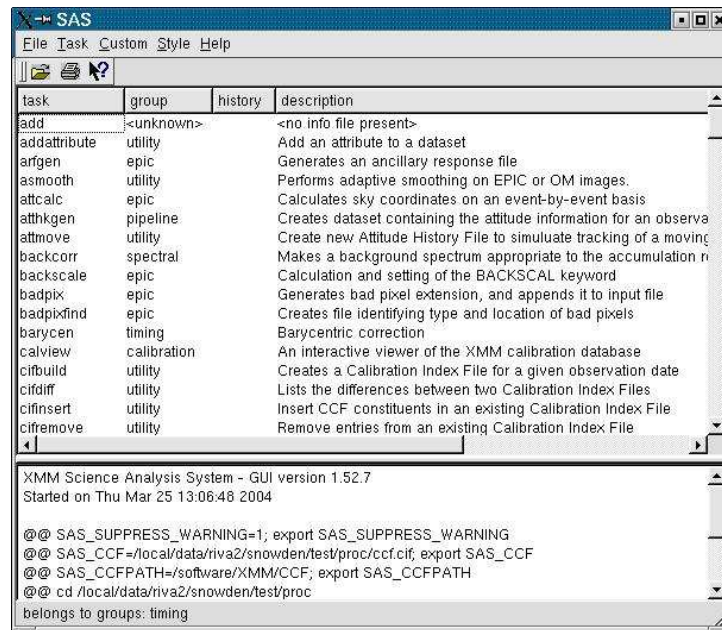 SAS
File Task Custom Style Help
task group history description
add <unknown> <no info file present>
addattribute utility Add an attribute to a dataset
arfgen epic Generates an ancillary response file
asmooth utility Performs adaptive smoothing on EPIC or OM images.
attcalc epic Calculates sky coordinates on an event-by-event basis
atthkgen pipeline Creates dataset containing the attitude information for an observa
attmove utility Create new Attitude History File to simuluate tracking of a moving
backcorr spectral Makes a background spectrum appropriate to the accumulation r
backscale epic Calculation and setting of the BACKSCAL keyword
badpix epic Generates bad pixel extension, and appends it to input file
badpixfind epic Creates file identifying type and location of bad pixels
barycen timing Barycentric correction
calview calibration An interactive viewer of the XMM calibration database
cifbuild utility Creates a Calibration Index File for a given observation date
cifdiff utility Lists the differences between two Calibration Index Files
cifinsert utility Insert CCF constituents in an existing Calibration Index File
cifremove utility Remove entries from an existing Calibration Index File
XMM Science Analysis System - GUI version 1.52.7
Started on Thu Mar 25 13:06:48 2004
@@ SAS_SUPPRESS_WARNING=1; export SAS_SUPPRESS_WARNING
@@ SAS_CCF=/local/data/riva2/snowden/test/proc/ccf.cif; export SAS_CCF
@@ SAS_CCFPATH=/software/XMM/CCF; export SAS_CCFPATH
@@ cd /local/data/riva2/snowden/test/proc
belongs to groups: timing